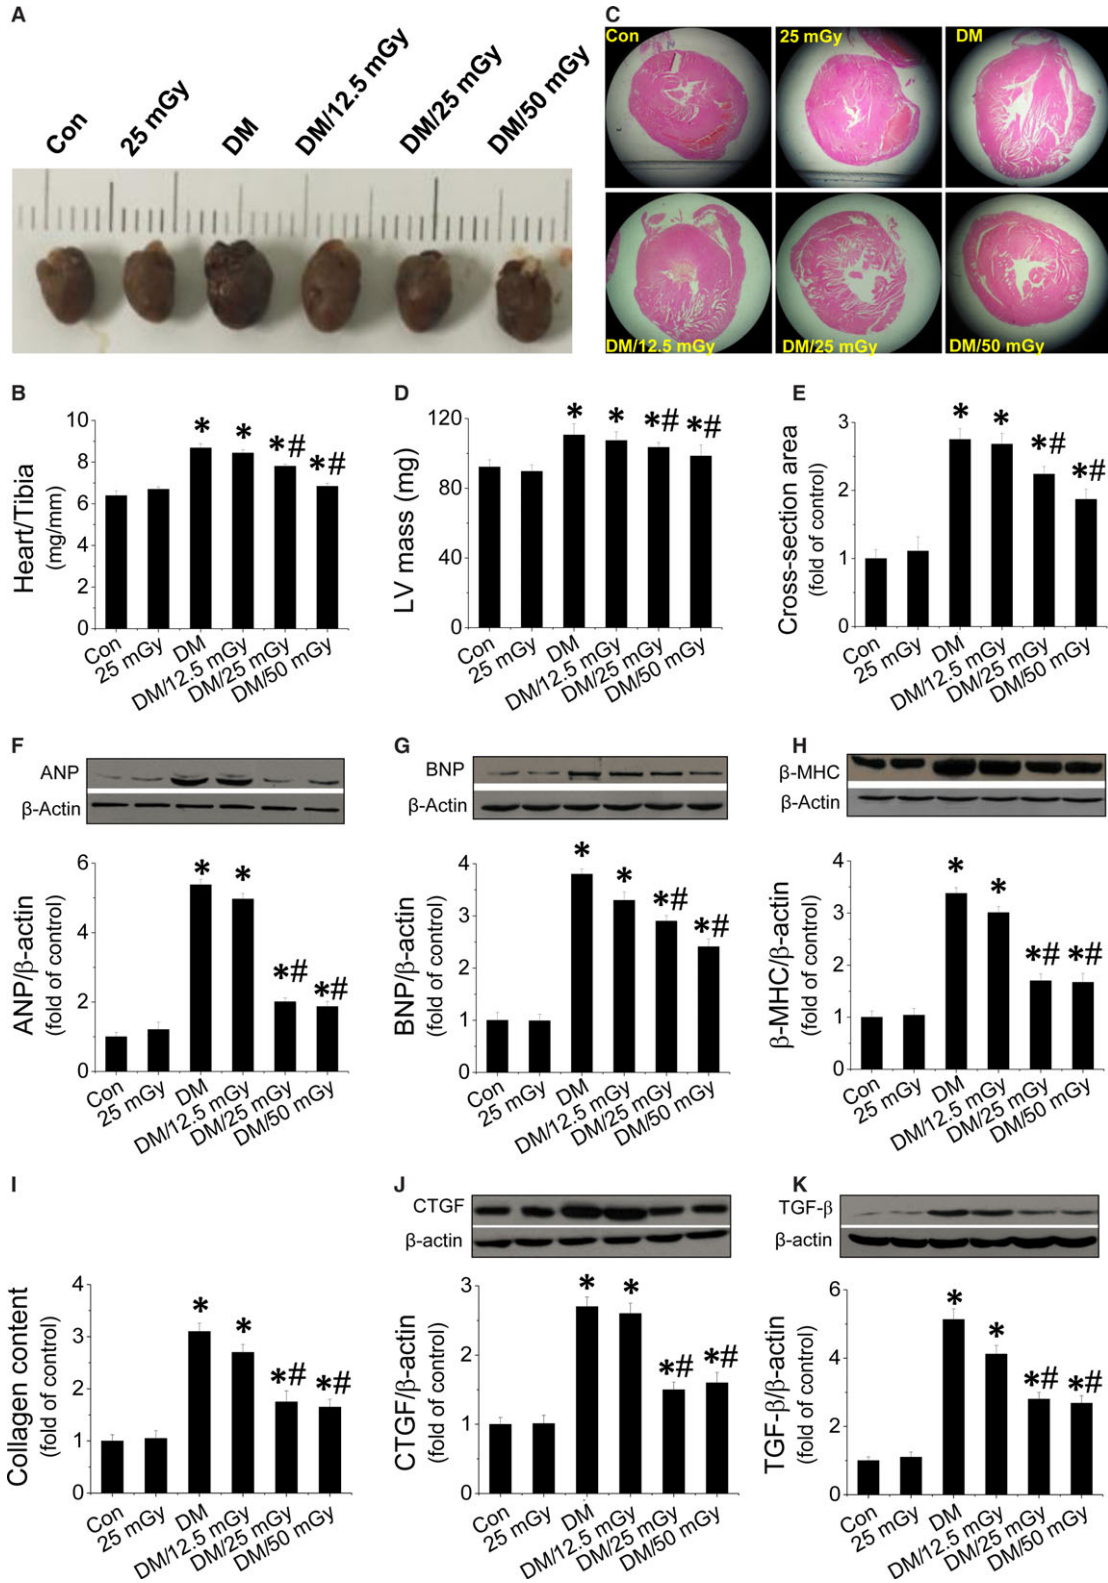 A
Con
25 mGy
DM
DM/12.5 mGy
DM/25 mGy
DM/50 mGy
C
Con
25 mGy
DM
DM/12.5 mGy
DM/25 mGy
DM/50 mGy
B
Heart/Tibia
(mg/mm)
10
8
6
4
2
0
*
*
*#
*#
Con
25 mGy
DM
DM/12.5 mGy
DM/25 mGy
DM/50 mGy
D
LV mass (mg)
120
80
40
0
*
*
*#
*#
Con
25 mGy
DM
DM/12.5 mGy
DM/25 mGy
DM/50 mGy
E
Cross-section area
(fold of control)
3
2
1
0
*
*
*#
*#
Con
25 mGy
DM
DM/12.5 mGy
DM/25 mGy
DM/50 mGy
F
ANP
β-Actin
ANP/β-actin
(fold of control)
6
4
2
0
*
*
*#
*#
Con
25 mGy
DM
DM/12.5 mGy
DM/25 mGy
DM/50 mGy
G
BNP
β-Actin
BNP/β-actin
(fold of control)
4
3
2
1
0
*
*
*#
*#
Con
25 mGy
DM
DM/12.5 mGy
DM/25 mGy
DM/50 mGy
H
β-MHC
β-Actin
β-MHC/β-actin
(fold of control)
4
3
2
1
0
*
*
*#
*#
Con
25 mGy
DM
DM/12.5 mGy
DM/25 mGy
DM/50 mGy
I
Collagen content
(fold of control)
4
3
2
1
0
*
*
*#
*#
Con
25 mGy
DM
DM/12.5 mGy
DM/25 mGy
DM/50 mGy
J
CTGF
β-actin
CTGF/β-actin
(fold of control)
3
2
1
0
*
*
*#
*#
Con
25 mGy
DM
DM/12.5 mGy
DM/25 mGy
DM/50 mGy
K
TGF-β
β-actin
TGF-β/β-actin
(fold of control)
6
4
2
0
*
*
*#
*#
Con
25 mGy
DM
DM/12.5 mGy
DM/25 mGy
DM/50 mGy